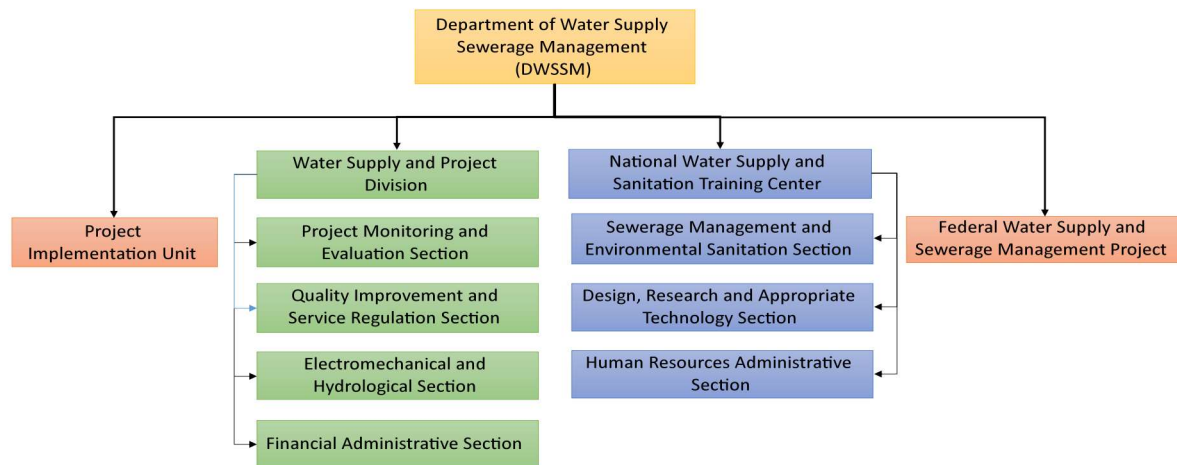 Department of Water Supply
Sewerage Management
(DWSSM)
Water Supply and Project
Division
National Water Supply and
Sanitation Training Center
Project
Implementation Unit
Project Monitoring and
Evaluation Section
Sewerage Management and
Environmental Sanitation Section
Federal Water Supply and
Sewerage Management Project
Quality Improvement and
Service Regulation Section
Design, Research and Appropriate
Technology Section
Electromechanical and
Hydrological Section
Human Resources Administrative
Section
Financial Administrative Section